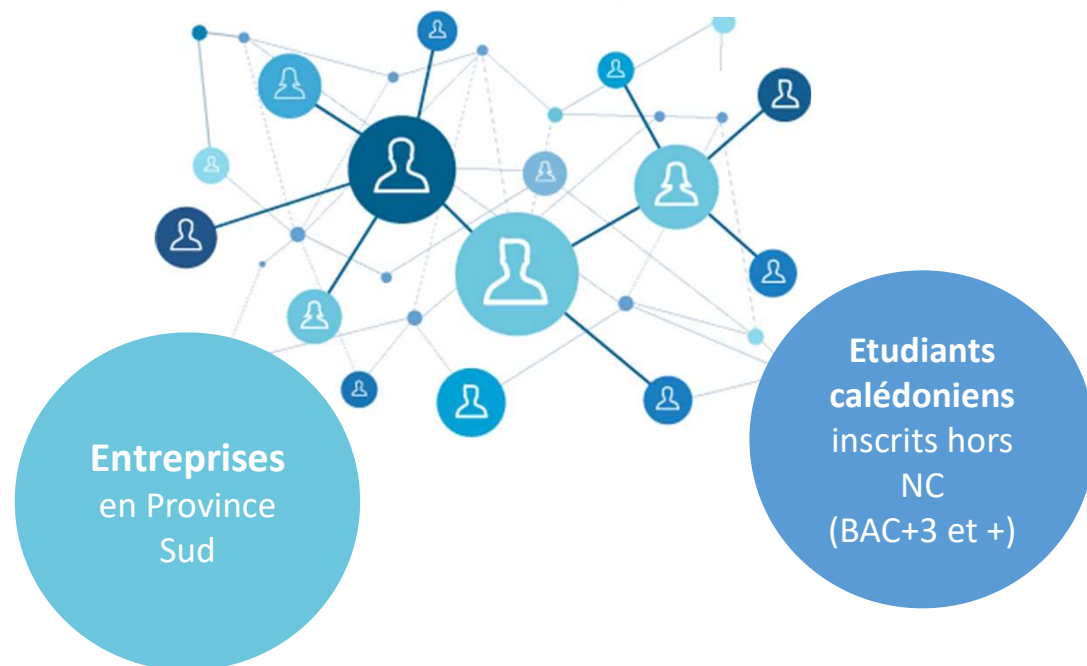 Entreprises
en Province
Sud
Etudiants
calédoniens
inscrits hors
NC
(BAC+3 et +)